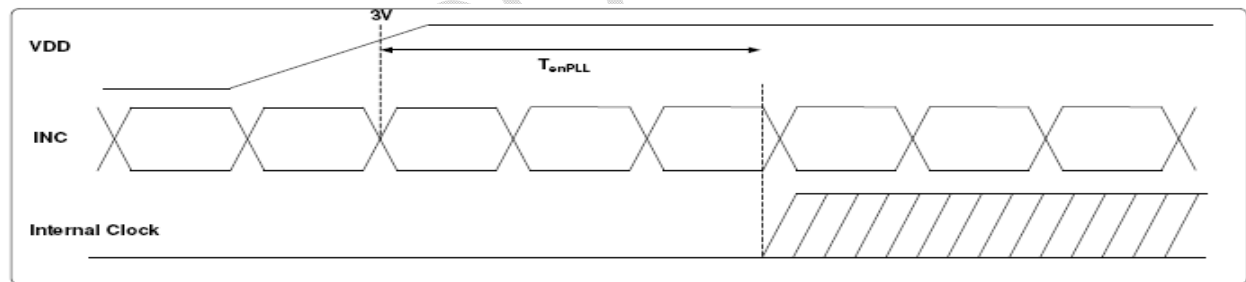 3V
VDD
TenPLL
INC
Internal Clock